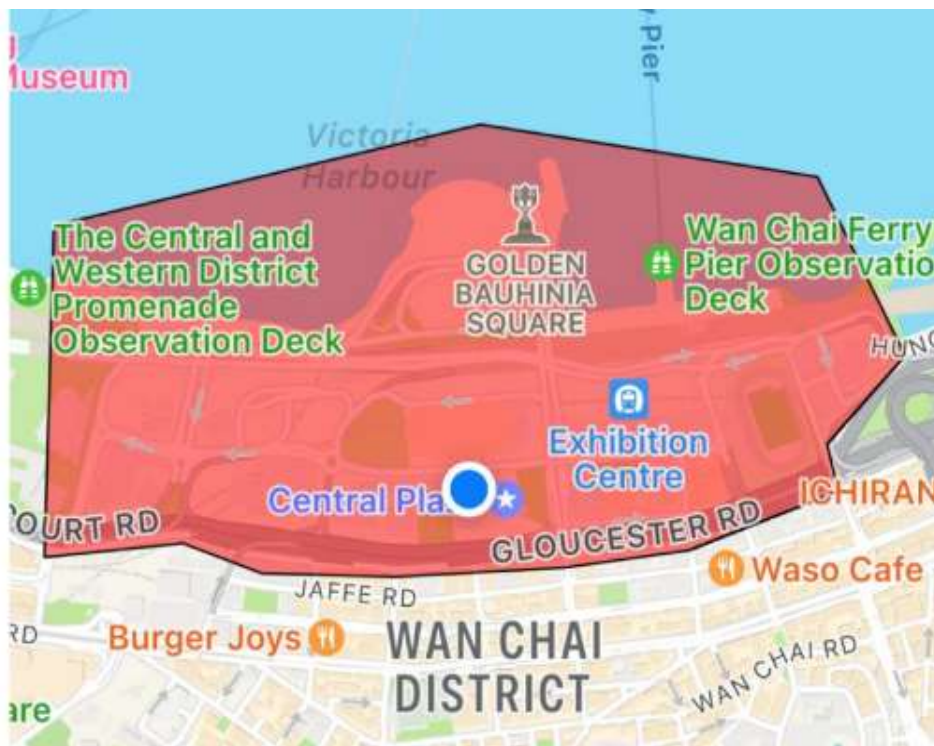 Museum
y Pier
Victoria
Harbour
The Central and
Western District
Promenade
Observation Deck
GOLDEN
BAUHINIA
SQUARE
Wan Chai Ferry
Pier Observatio
Deck
HUNG
Exhibition
Centre
Central Pla
COURT RD
GLOUCESTER RD
ICHIRAN
JAFFE RD
Waso Cafe
RD
Burger Joys
WAN CHAI
DISTRICT
WAN CHAI RD
are